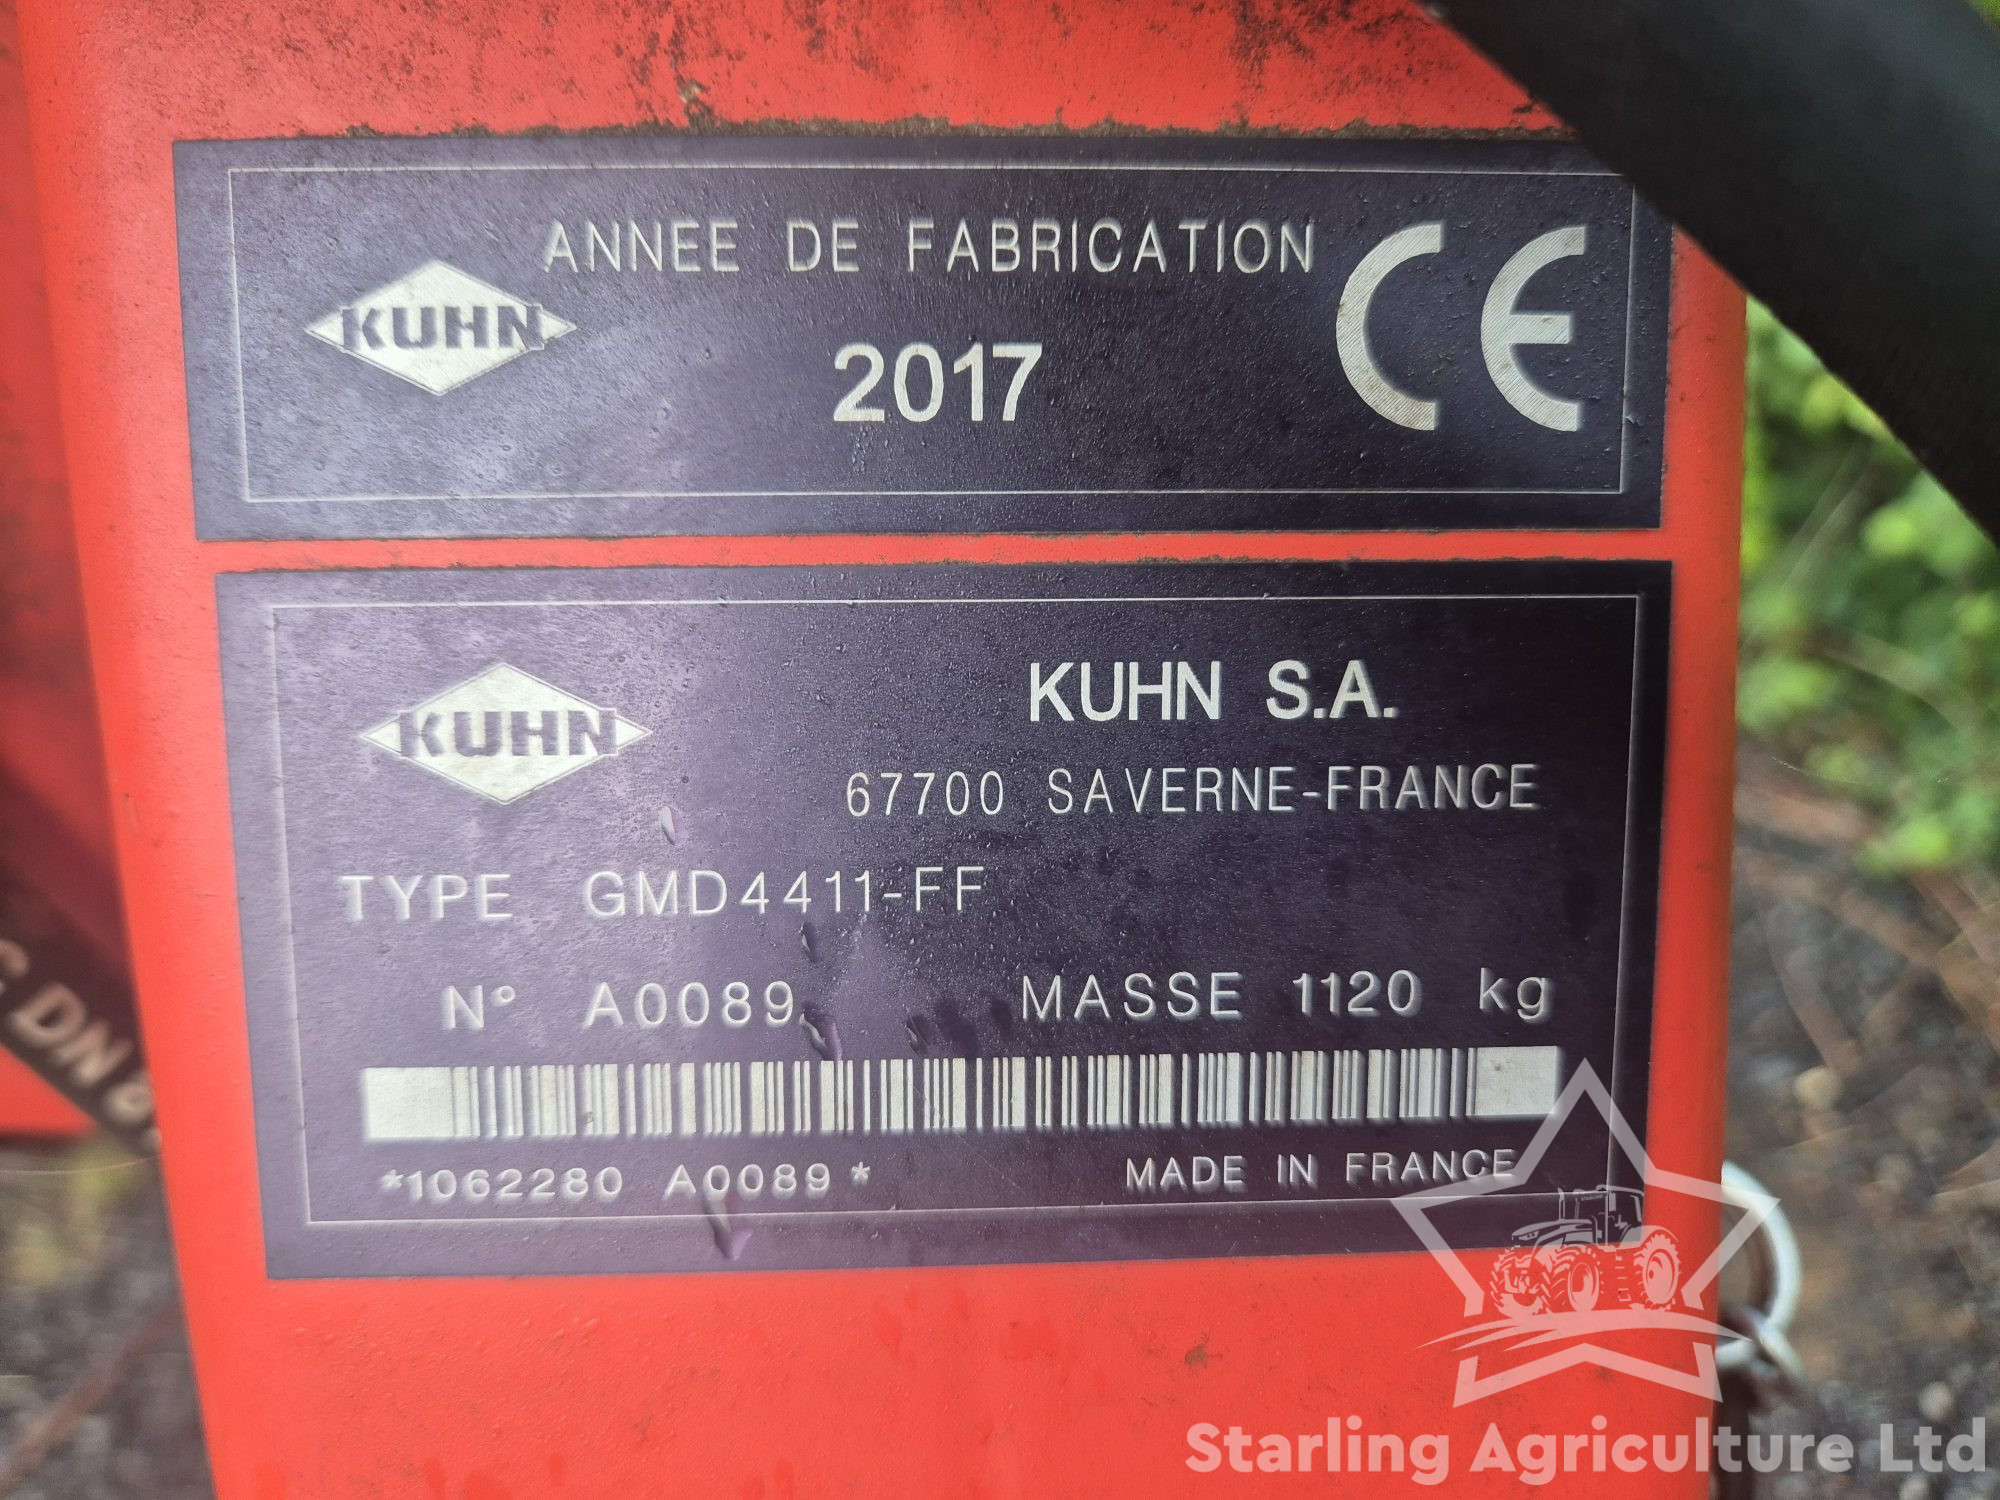 ANNEE DE FABRICATION
KUHN
2017
CE
KUHN S.A.
KUHN
67700 SAVERNE-FRANCE
TYPE GMD4411-FF
N° A0089 MASSE 1120 kg
*1062280 A0089*
MADE IN FRANCE
DN
Starling Agriculture Ltd